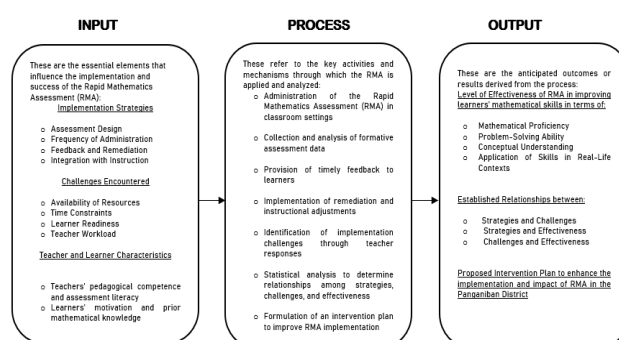 INPUT
These are the essential elements that
influence the implementation and
success of the Rapid Mathematics
Assessment (RMA):
Implementation Strategies
o Assessment Design
o Frequency of Administration
o Feedback and Remediation
o Integration with Instruction
Challenges Encountered
o Availability of Resources
o Time Constraints
o Learner Readiness
o Teacher Workload
Teacher and Learner Characteristics
o Teachers' pedagogical competence
and assessment literacy
o Learners' motivation and prior
mathematical knowledge
PROCESS
These refer to the key activities and
mechanisms through which the RMA is
applied and analyzed:
o Administration of the Rapid
Mathematics Assessment (RMA) in
classroom settings
o Collection and analysis of formative
assessment data
o Provision of timely feedback to
learners
o Implementation of remediation and
instructional adjustments
o Identification of implementation
challenges through teacher
responses
o Statistical analysis to determine
relationships among strategies,
challenges, and effectiveness
o Formulation of an intervention plan
to improve RMA implementation
OUTPUT
These are the anticipated outcomes or
results derived from the process:
Level of Effectiveness of RMA in improving
learners' mathematical skills in terms of:
o Mathematical Proficiency
o Problem-Solving Ability
o Conceptual Understanding
o Application of Skills in Real-Life
Contexts
Established Relationships between:
o Strategies and Challenges
o Strategies and Effectiveness
o Challenges and Effectiveness
Proposed Intervention Plan to enhance the
implementation and impact of RMA in the
Panganiban District